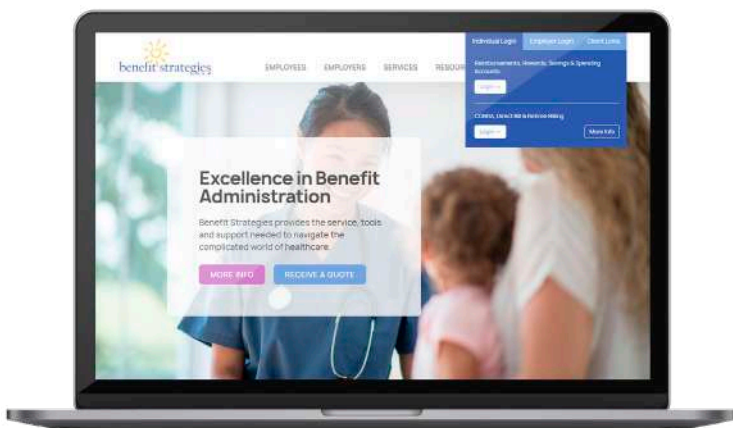 benefit strategies
EMPLOYEES EMPLOYERS SERVICES RESOUR
Individual Login Employer Login Client Links
Reimbursements, Rewards, Savings & Spending
Accounts
Login
COBRA, Direct Bill & Retiree Billing
Login More Info
Excellence in Benefit
Administration
Benefit Strategies provides the service, tools
and support needed to navigate the
complicated world of healthcare.
MORE INFO RECEIVE A QUOTE